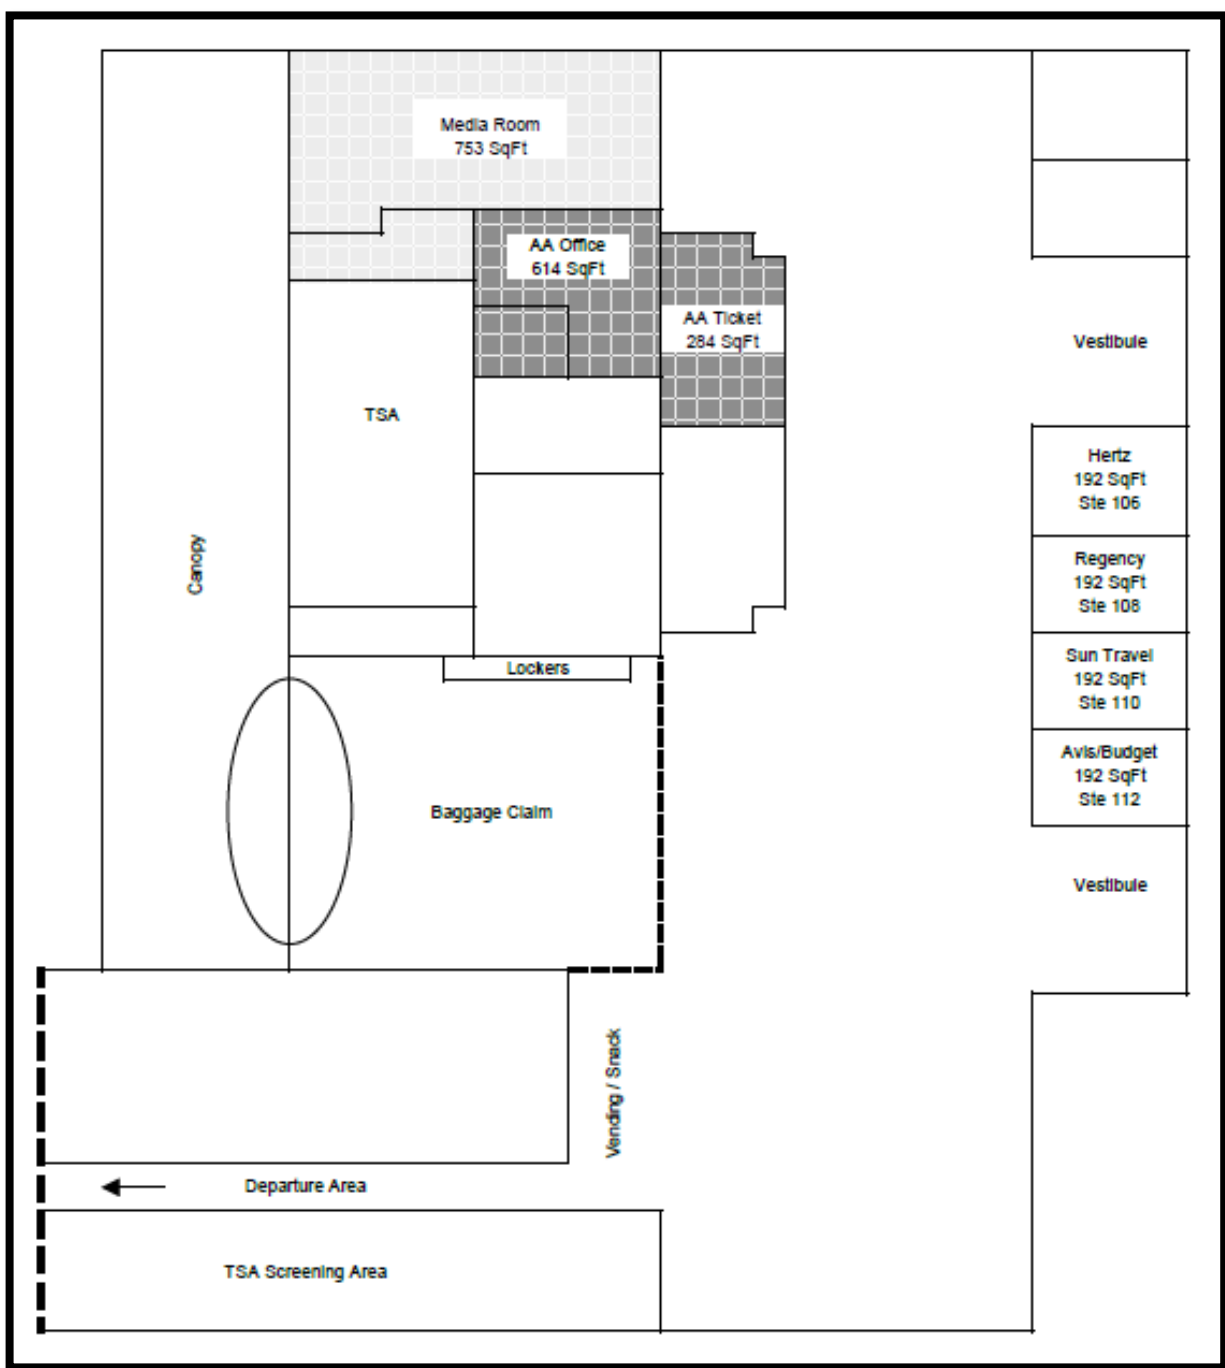 Media Room
753 SqFt
AA Office
614 SqFt
AA Ticket
284 SqFt
Vestibule
TSA
Hertz
192 SqFt
Ste 106
Canopy
Regency
192 SqFt
Ste 108
Sun Travel
192 SqFt
Ste 110
Lockers
Avis/Budget
192 SqFt
Ste 112
Baggage Claim
Vestibule
Vending / Snack
Departure Area
TSA Screening Area